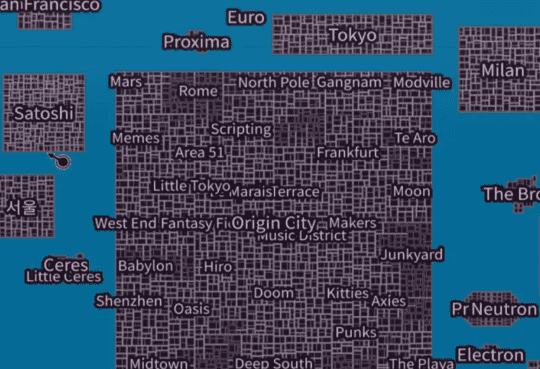 San Francisco
Euro
Proxima
Tokyo
Milan
Mars
Rome
North Pole
Gangnam
Modville
Satoshi
Memes
Scripting
Te Aro
Area 51
Frankfurt
Little Tokyo
Marais
Terrace
Moon
서울
The Bro
West End
Fantasy Fi
Origin City
Makers
Music District
Junkyard
Ceres
Little Ceres
Babylon
Hiro
Shenzhen
Oasis
Doom
Kitties
Axies
Pr
Neutron
Punks
Midtown
Deep South
The Playa
Electron